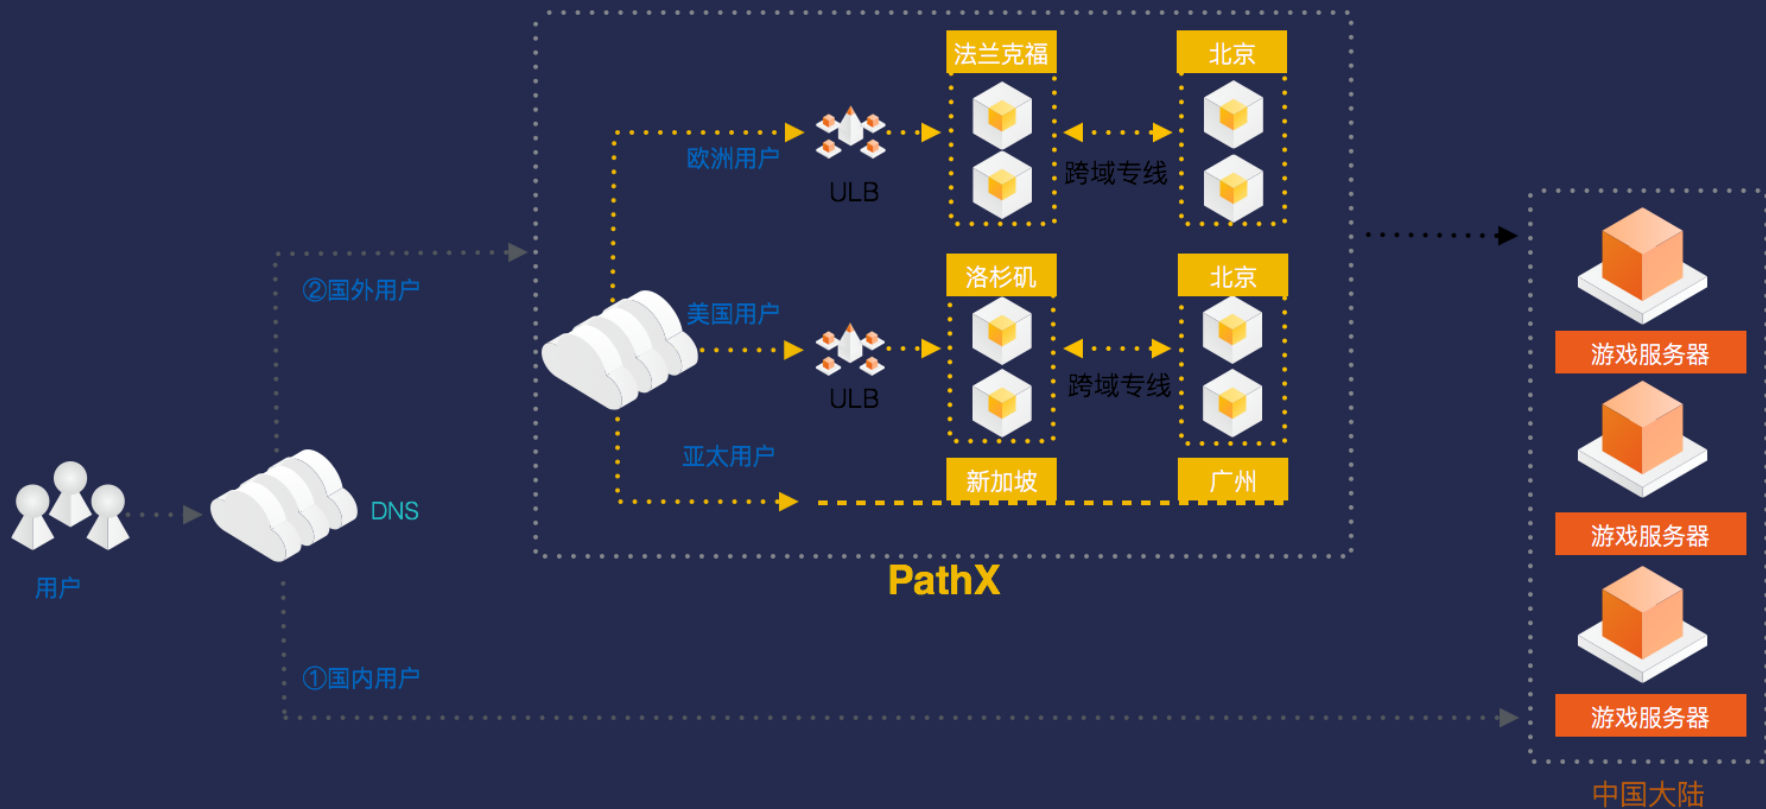 法兰克福
北京
欧洲用户
ULB
跨域专线
②国外用户
洛杉矶
北京
美国用户
ULB
跨域专线
游戏服务器
亚太用户
新加坡
广州
DNS
游戏服务器
用户
PathX
①国内用户
游戏服务器
中国大陆